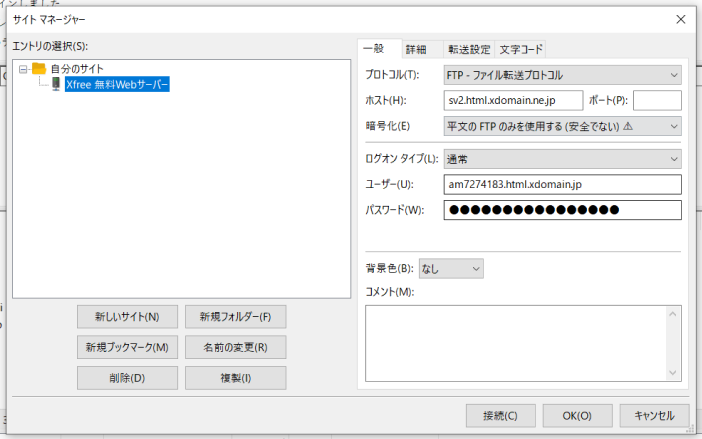 インしました
サイト マネージャー
エントリの選択(S):
自分のサイト
Xfree 無料Webサーバー
新しいサイト(N)
新規フォルダー(F)
新規ブックマーク(M)
名前の変更(R)
削除(D)
複製(I)
一般
詳細
転送設定
文字コード
プロトコル(T):
FTP - ファイル転送プロトコル
ホスト(H):
sv2.html.xdomain.ne.jp
ポート(P):
暗号化(E)
平文の FTP のみを使用する (安全でない) ⚠
ログオン タイプ(L):
通常
ユーザー(U):
am7274183.html.xdomain.jp
パスワード(W):
●●●●●●●●●●●●●●●●
背景色(B):
なし
コメント(M):
接続(C)
OK(O)
キャンセル